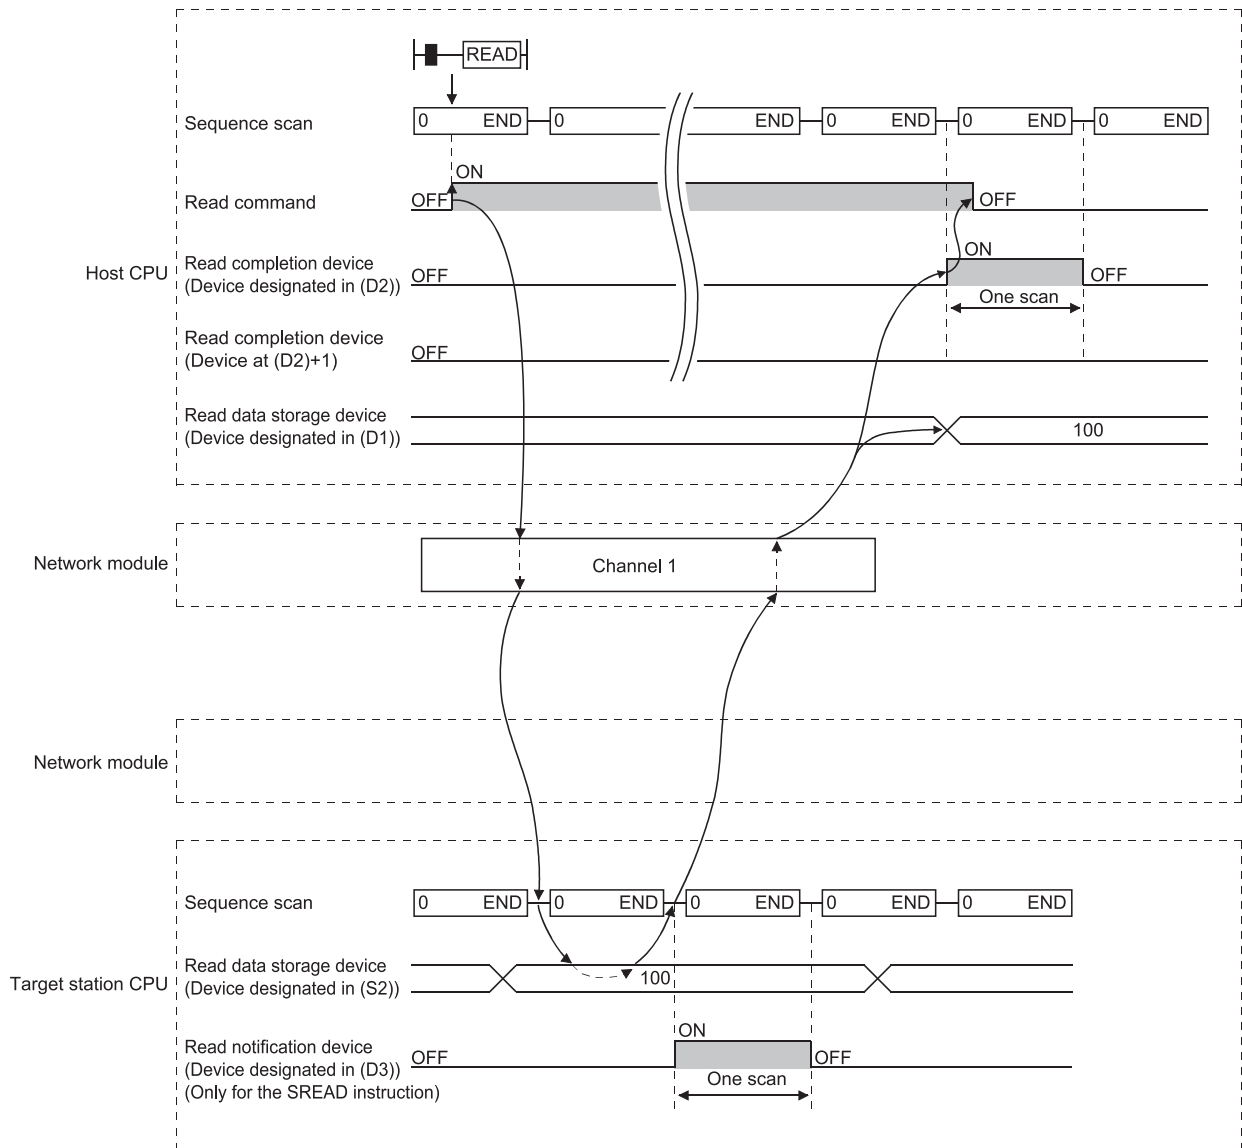 READ
Sequence scan
0 END 0 END 0 END 0 END 0 END
ON
Read command
OFF
OFF
Host CPU
Read completion device
(Device designated in (D2))
OFF
ON
OFF
One scan
Read completion device
(Device at (D2)+1)
OFF
Read data storage device
(Device designated in (D1))
100
Network module
Channel 1
Network module
Sequence scan
0 END 0 END 0 END 0 END 0 END
Target station CPU
Read data storage device
(Device designated in (S2))
100
Read notification device
(Device designated in (D3))
(Only for the SREAD instruction)
OFF
ON
OFF
One scan